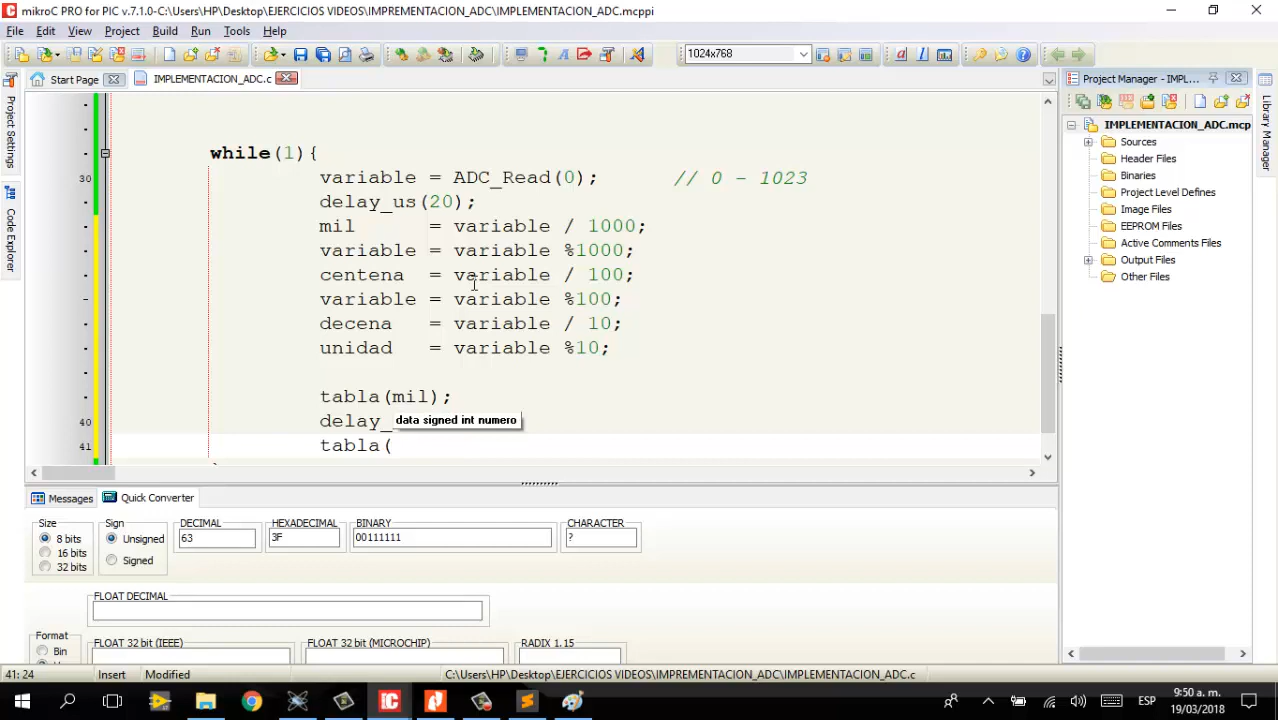 mikroC PRO for PIC v.7.1.0-C:\Users\HP\Desktop\EJERCICIOS VIDEOS\IMPREMENTACION_ADC\IMPLEMENTACION_ADC.mcppi
File Edit View Project Build Run Tools Help
1024x768
Start Page
IMPLEMENTACION_ADC.c
Project Manager - IMPL...
Project Settings
Code Explorer
Library Manager
while(1){
30 variable = ADC_Read(0); // 0 - 1023
delay_us(20);
mil = variable / 1000;
variable = variable %1000;
centena = variable / 100;
variable = variable %100;
decena = variable / 10;
unidad = variable %10;
tabla(mil);
40 delay_
data signed int numero
41 tabla(
IMPLEMENTACION_ADC.mcp
Sources
Header Files
Binaries
Project Level Defines
Image Files
EEPROM Files
Active Comments Files
Output Files
Other Files
Messages Quick Converter
Size Sign DECIMAL HEXADECIMAL BINARY CHARACTER
8 bits Unsigned 63 3F 00111111 ?
16 bits
32 bits Signed
FLOAT DECIMAL
Format
Bin
FLOAT 32 bit (IEEE) FLOAT 32 bit (MICROCHIP) RADIX 1.15
41: 24 Insert Modified C:\Users\HP\Desktop\EJERCICIOS VIDEOS\IMPREMENTACION_ADC\IMPLEMENTACION_ADC.c
ESP
9:50 a. m.
19/03/2018